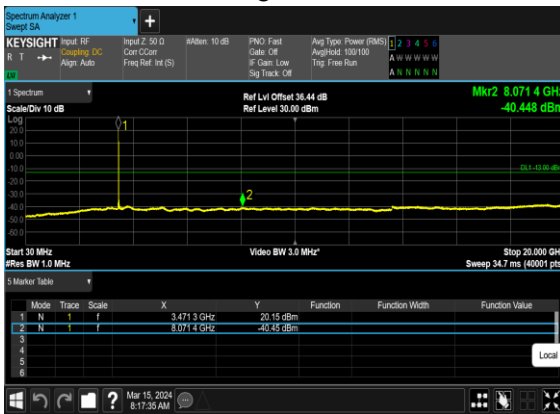 Spectrum Analyzer 1
Swept SA
+
KEYSIGHT Input: RF Input Z: 50 Ω #Atten: 10 dB PNO: Fast Avg Type: Power (RMS) 1 2 3 4 5 6
R T Coupling: DC Corr CCorr Gate: Off Avg|Hold: 100/100 A W W W W W
Align: Auto Freq Ref: Int (S) IF Gain: Low Trig: Free Run
LV Sig Track: Off A N N N N N
1 Spectrum Ref Lvl Offset 36.44 dB Mkr2 8.071 4 GHz
Scale/Div 10 dB Ref Level 30.00 dBm -40.448 dBm
Log
1
20.0
10.0
0.00
-10.0 DL1 -13.00 dBm
-20.0
-30.0 2
-40.0
-50.0
-60.0
Start 30 MHz Video BW 3.0 MHz* Stop 20.000 GH
#Res BW 1.0 MHz Sweep 34.7 ms (40001 pts
5 Marker Table
Mode Trace Scale X Y Function Function Width Function Value
1 N 1 f 3.471 3 GHz 20.15 dBm
2 N 1 f 8.071 4 GHz -40.45 dBm
3
4
5
6
Local
? Mar 15, 2024
8:17:35 AM